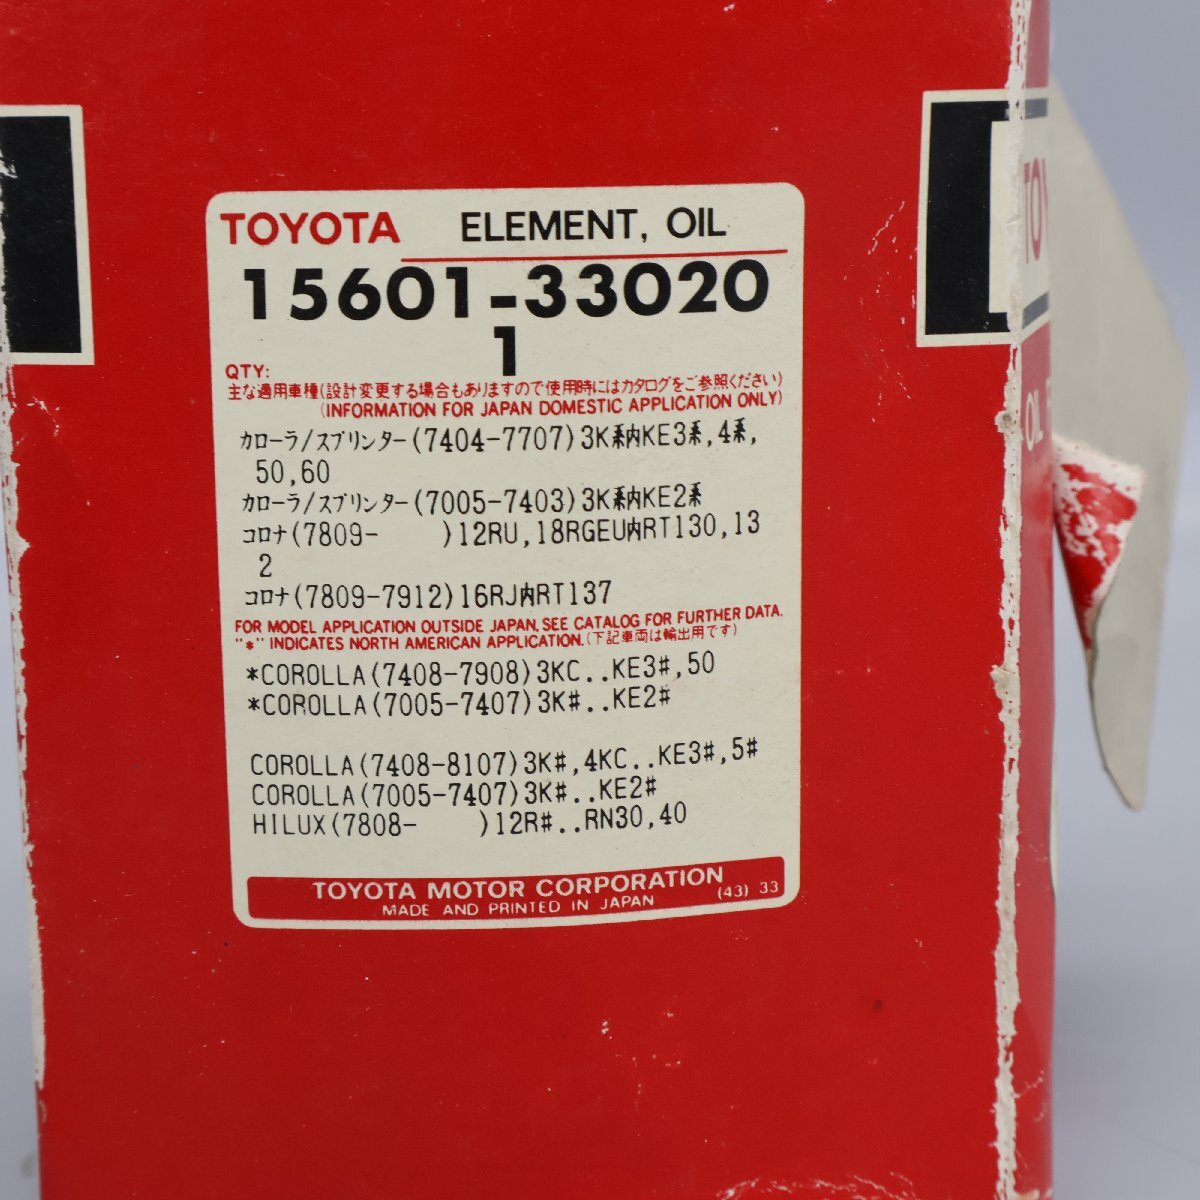 TOYOTA ELEMENT, OIL
15601-33020
1
QTY:
主な適用車種(設計変更する場合もありますので使用時にはカタログをご参照ください)
(INFORMATION FOR JAPAN DOMESTIC APPLICATION ONLY)
カローラ/スプリンター(7404-7707)3K系内KE3系,4系,
50,60
カローラ/スプリンター(7005-7403)3K系内KE2系
コロナ(7809-    )12RU,18RGEU内RT130,13
2
コロナ(7809-7912)16RJ内RT137
FOR MODEL APPLICATION OUTSIDE JAPAN, SEE CATALOG FOR FURTHER DATA.
"*" INDICATES NORTH AMERICAN APPLICATION.(下記車両は輸出用です)
*COROLLA(7408-7908)3KC..KE3#,50
*COROLLA(7005-7407)3K#..KE2#
COROLLA(7408-8107)3K#,4KC..KE3#,5#
COROLLA(7005-7407)3K#..KE2#
HILUX(7808-    )12R#..RN30,40
TOYOTA MOTOR CORPORATION
MADE AND PRINTED IN JAPAN (43) 33
TOY
OIL